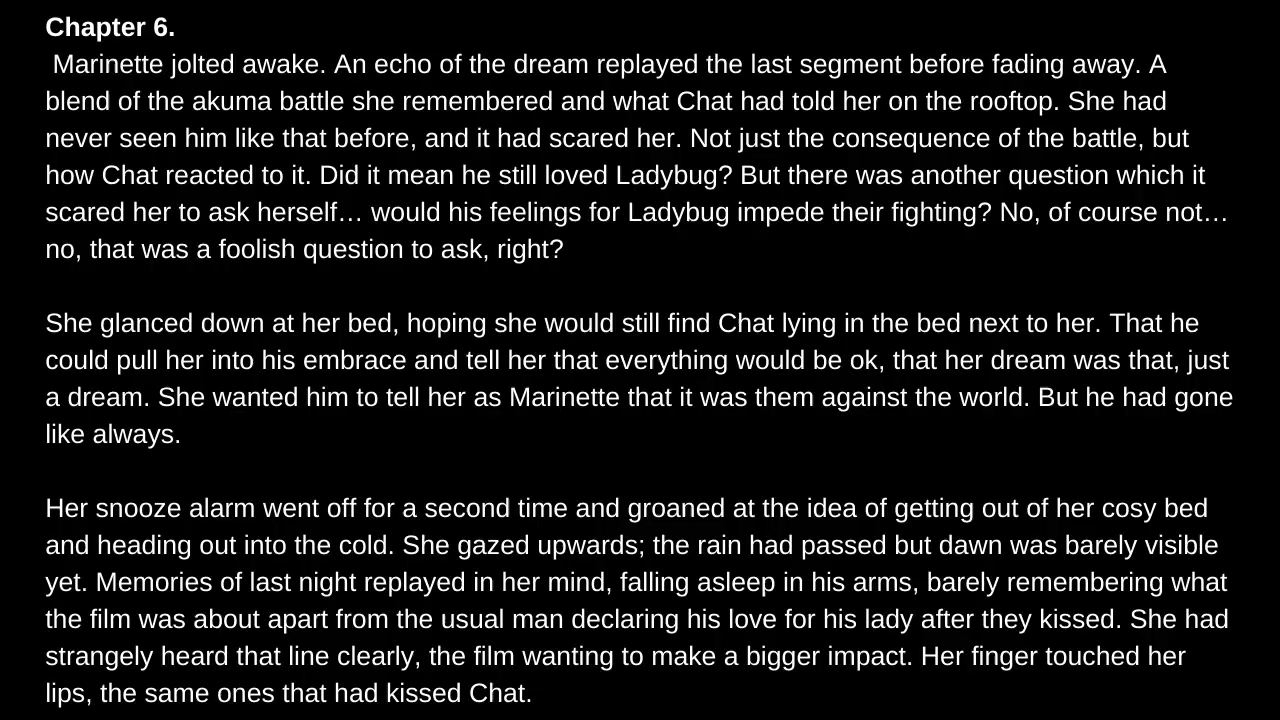 Chapter 6.
Marinette jolted awake. An echo of the dream replayed the last segment before fading away. A
blend of the akuma battle she remembered and what Chat had told her on the rooftop. She had
never seen him like that before, and it had scared her. Not just the consequence of the battle, but
how Chat reacted to it. Did it mean he still loved Ladybug? But there was another question which it
scared her to ask herself… would his feelings for Ladybug impede their fighting? No, of course not…
no, that was a foolish question to ask, right?
She glanced down at her bed, hoping she would still find Chat lying in the bed next to her. That he
could pull her into his embrace and tell her that everything would be ok, that her dream was that, just
a dream. She wanted him to tell her as Marinette that it was them against the world. But he had gone
like always.
Her snooze alarm went off for a second time and groaned at the idea of getting out of her cosy bed
and heading out into the cold. She gazed upwards; the rain had passed but dawn was barely visible
yet. Memories of last night replayed in her mind, falling asleep in his arms, barely remembering what
the film was about apart from the usual man declaring his love for his lady after they kissed. She had
strangely heard that line clearly, the film wanting to make a bigger impact. Her finger touched her
lips, the same ones that had kissed Chat.